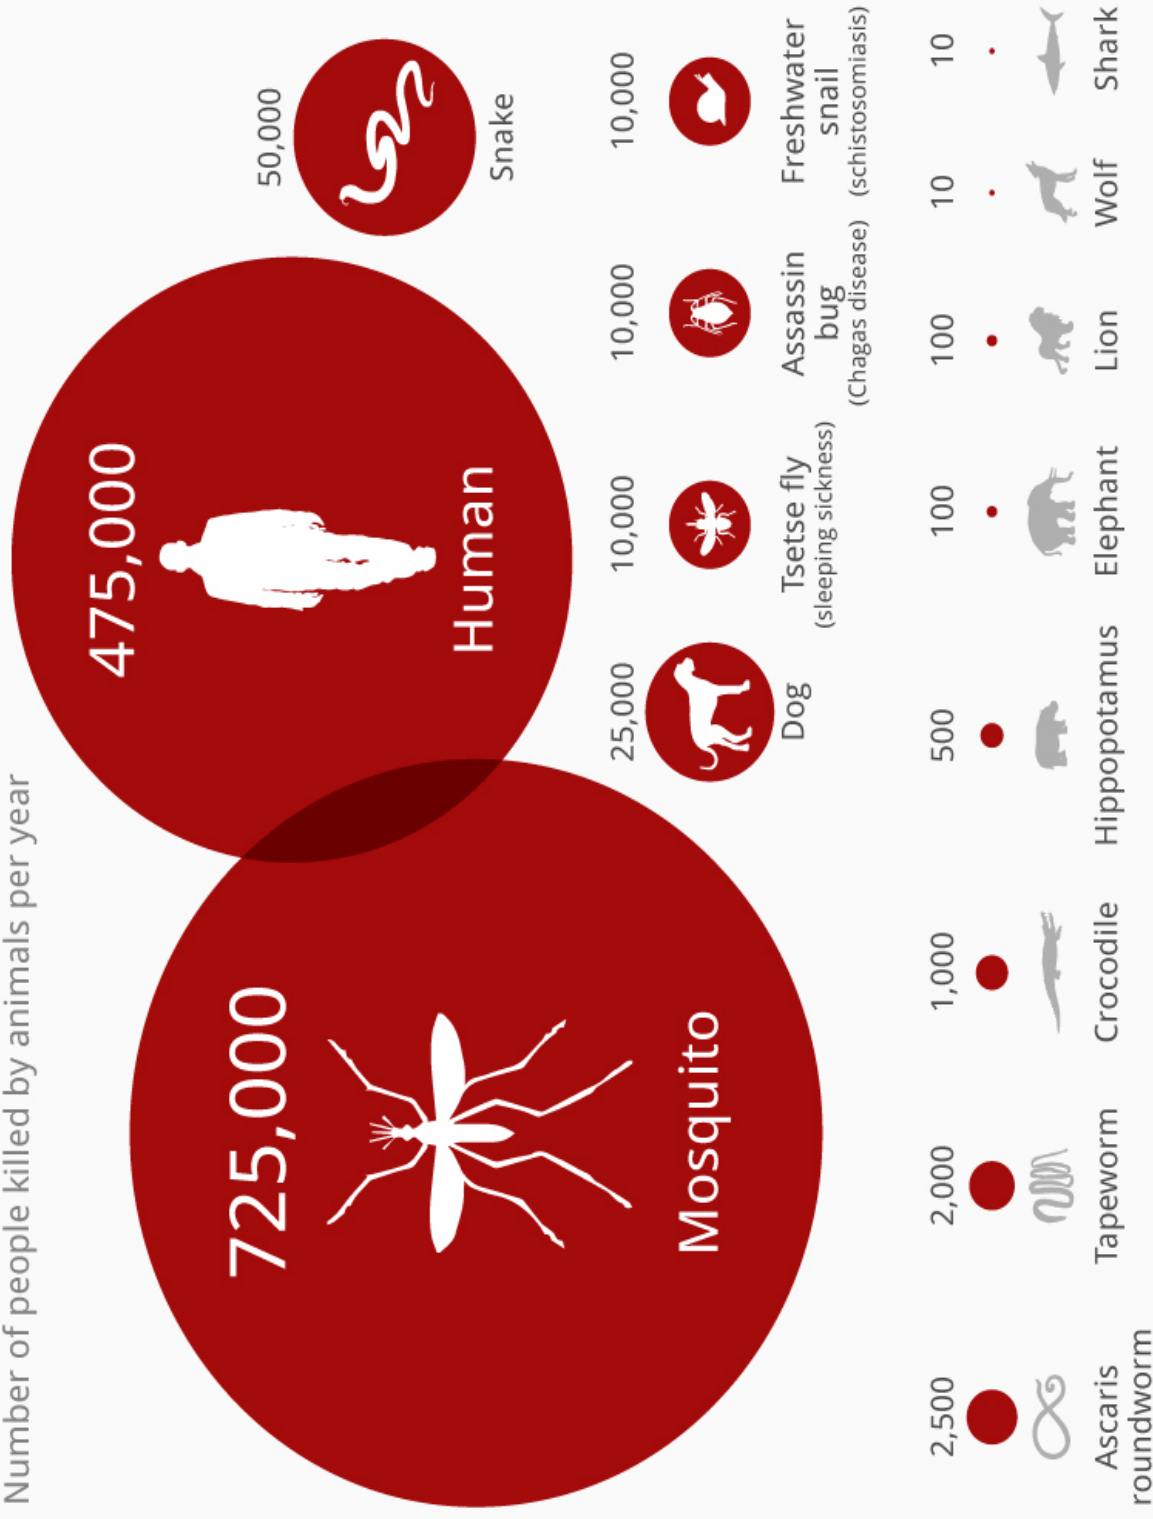 Number of people killed by animals per year
725,000
Mosquito
475,000
Human
50,000
Snake
25,000
Dog
10,000
Tsetse fly
(sleeping sickness)
10,000
Assassin
bug
(Chagas disease)
10,000
Freshwater
snail
(schistosomiasis)
2,500
Ascaris
roundworm
2,000
Tapeworm
1,000
Crocodile
500
Hippopotamus
100
Elephant
100
Lion
10
Wolf
10
Shark